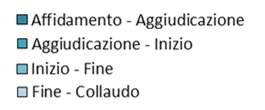 Affidamento - Aggiudicazione
Aggiudicazione - Inizio
Inizio - Fine
Fine - Collaudo